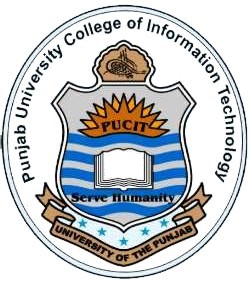 Punjab University College of Information Technology
PUCIT
Serve Humanity
UNIVERSITY OF THE PUNJAB